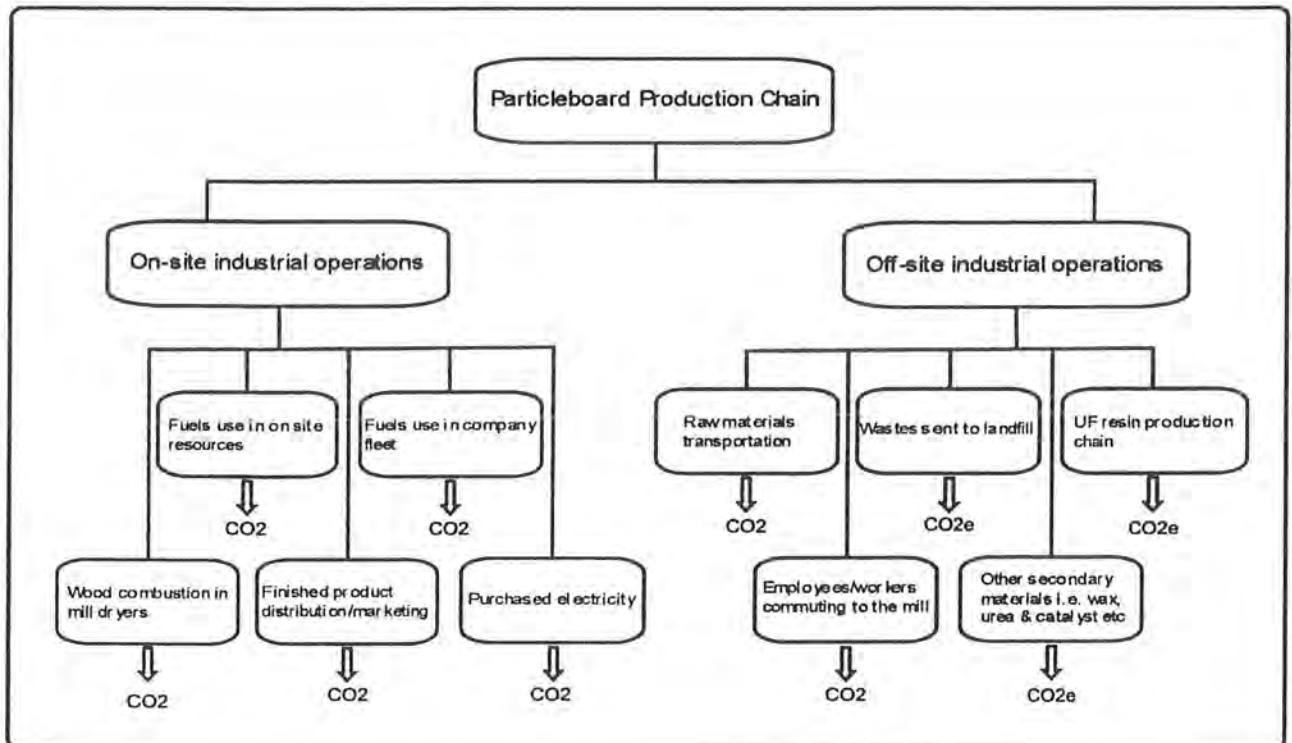 Particleboard Production Chain
On-site industrial operations
Off-site industrial operations
Fuels use in on site
resources
Fuels use in company
fleet
Raw materials
transportation
Wastes sent to landfill
UF resin production
chain
CO2
CO2
CO2
CO2e
CO2e
Wood combustion in
mill dryers
Finished product
distribution/marketing
Purchased electricity
Employees/workers
commuting to the mill
Other secondary
materials i.e. wax,
urea & catalyst etc
CO2
CO2
CO2
CO2
CO2e